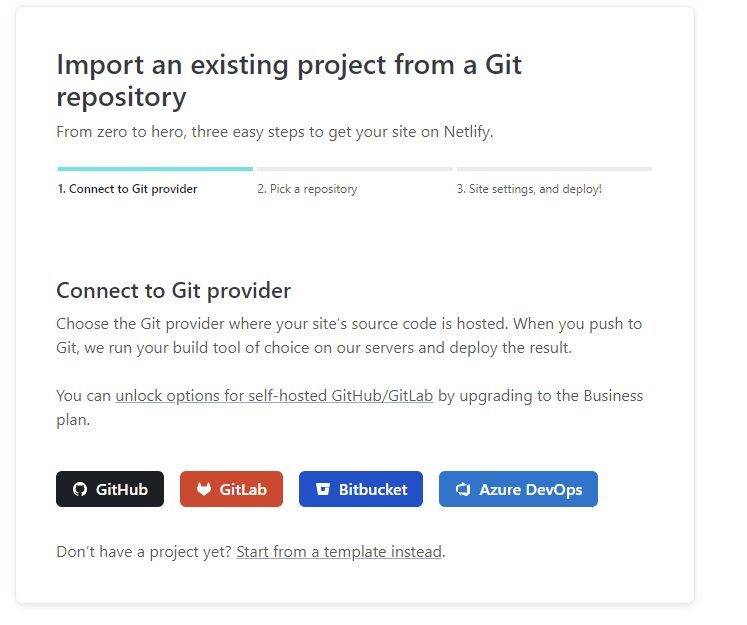 Import an existing project from a Git
repository
From zero to hero, three easy steps to get your site on Netlify.
1. Connect to Git provider
2. Pick a repository
3. Site settings, and deploy!
Connect to Git provider
Choose the Git provider where your site’s source code is hosted. When you push to
Git, we run your build tool of choice on our servers and deploy the result.
You can unlock options for self-hosted GitHub/GitLab by upgrading to the Business
plan.
GitHub
GitLab
Bitbucket
Azure DevOps
Don’t have a project yet? Start from a template instead.